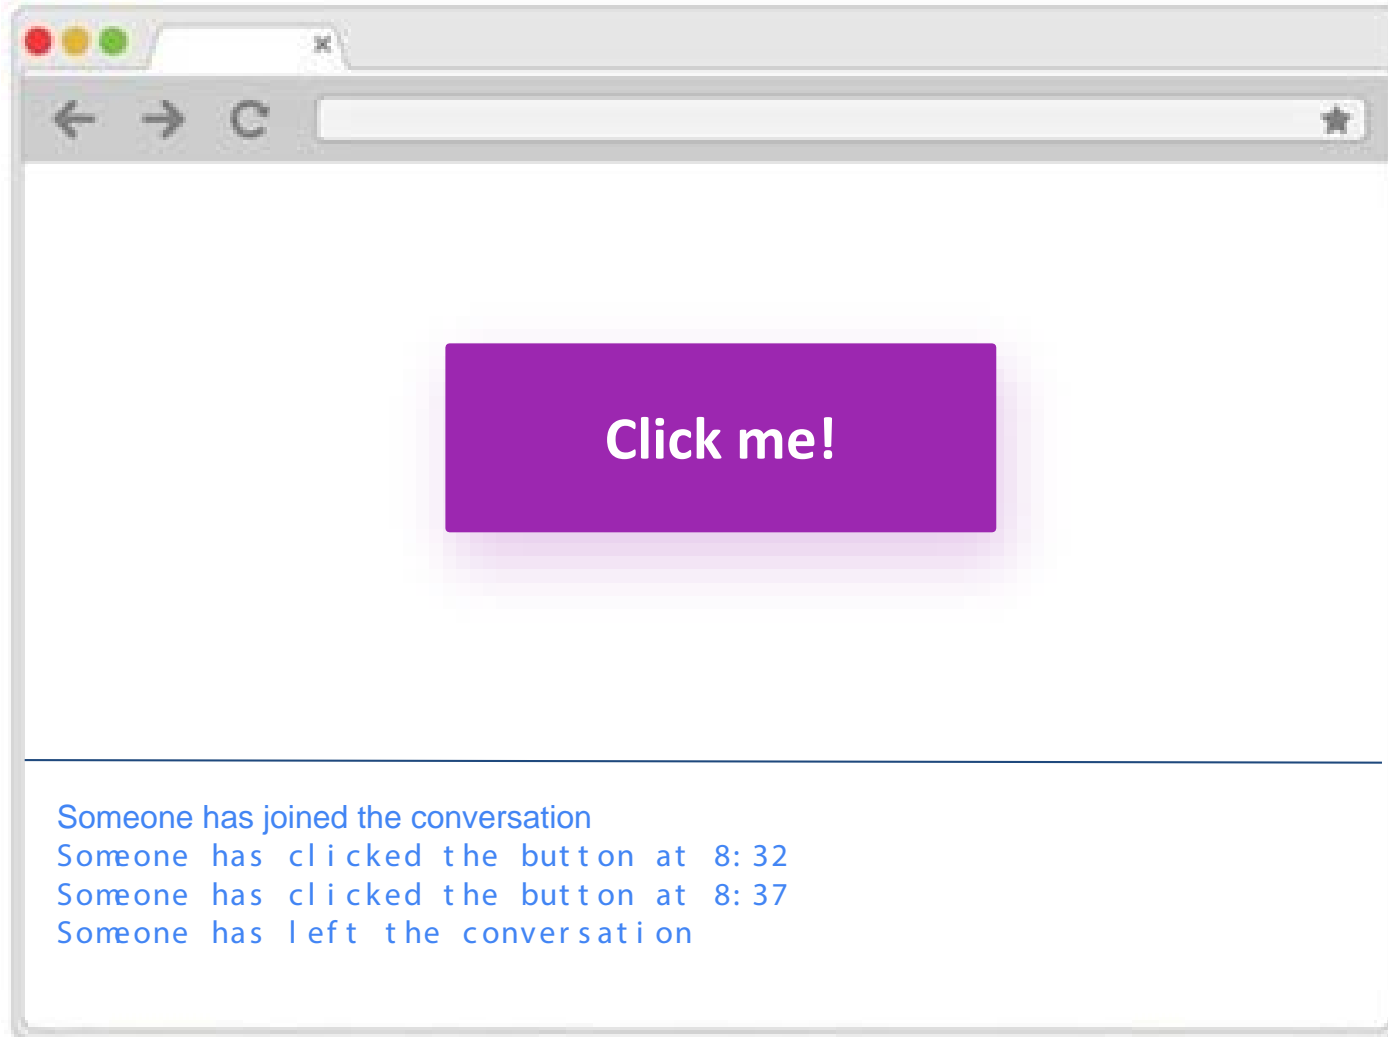 Click me!
Someone has joined the conversation
Someone has clicked the button at 8:32
Someone has clicked the button at 8:37
Someone has left the conversation